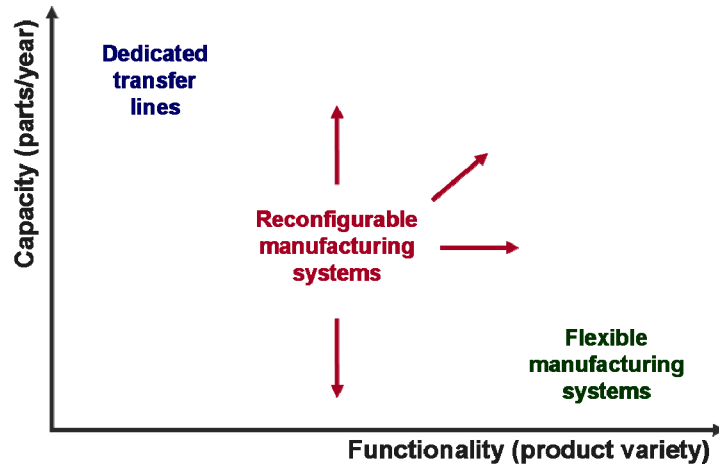 Capacity (parts/year)
Dedicated
transfer
lines
Reconfigurable
manufacturing
systems
Flexible
manufacturing
systems
Functionality (product variety)